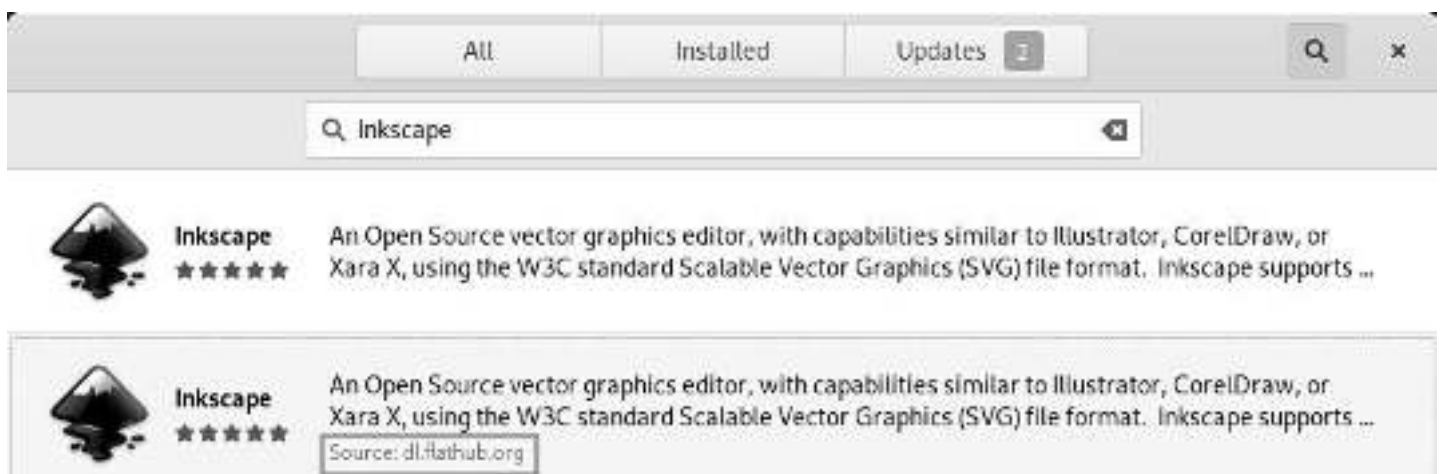 All Installed Updates
Inkscape
Inkscape
An Open Source vector graphics editor, with capabilities similar to Illustrator, CorelDraw, or
Xara X, using the W3C standard Scalable Vector Graphics (SVG) file format. Inkscape supports ...
Inkscape
An Open Source vector graphics editor, with capabilities similar to Illustrator, CorelDraw, or
Xara X, using the W3C standard Scalable Vector Graphics (SVG) file format. Inkscape supports ...
Source: dl.flathub.org